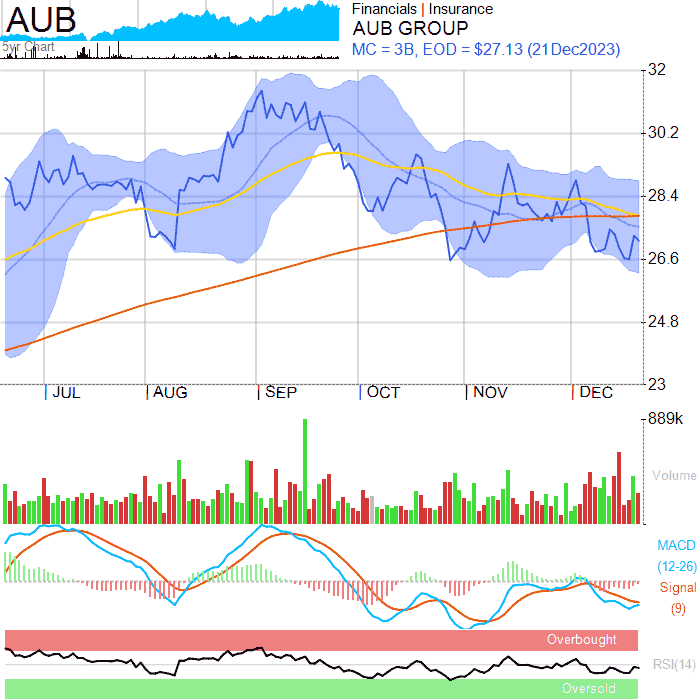 AUB
5yr Chart
Financials | Insurance
AUB GROUP
MC = 3B, EOD = $27.13 (21Dec2023)
32
30.2
28.4
26.6
24.8
23
JUL AUG SEP OCT NOV DEC
889k
Volume
MACD
(12-26)
Signal
(9)
Overbought
RSI(14)
Oversold